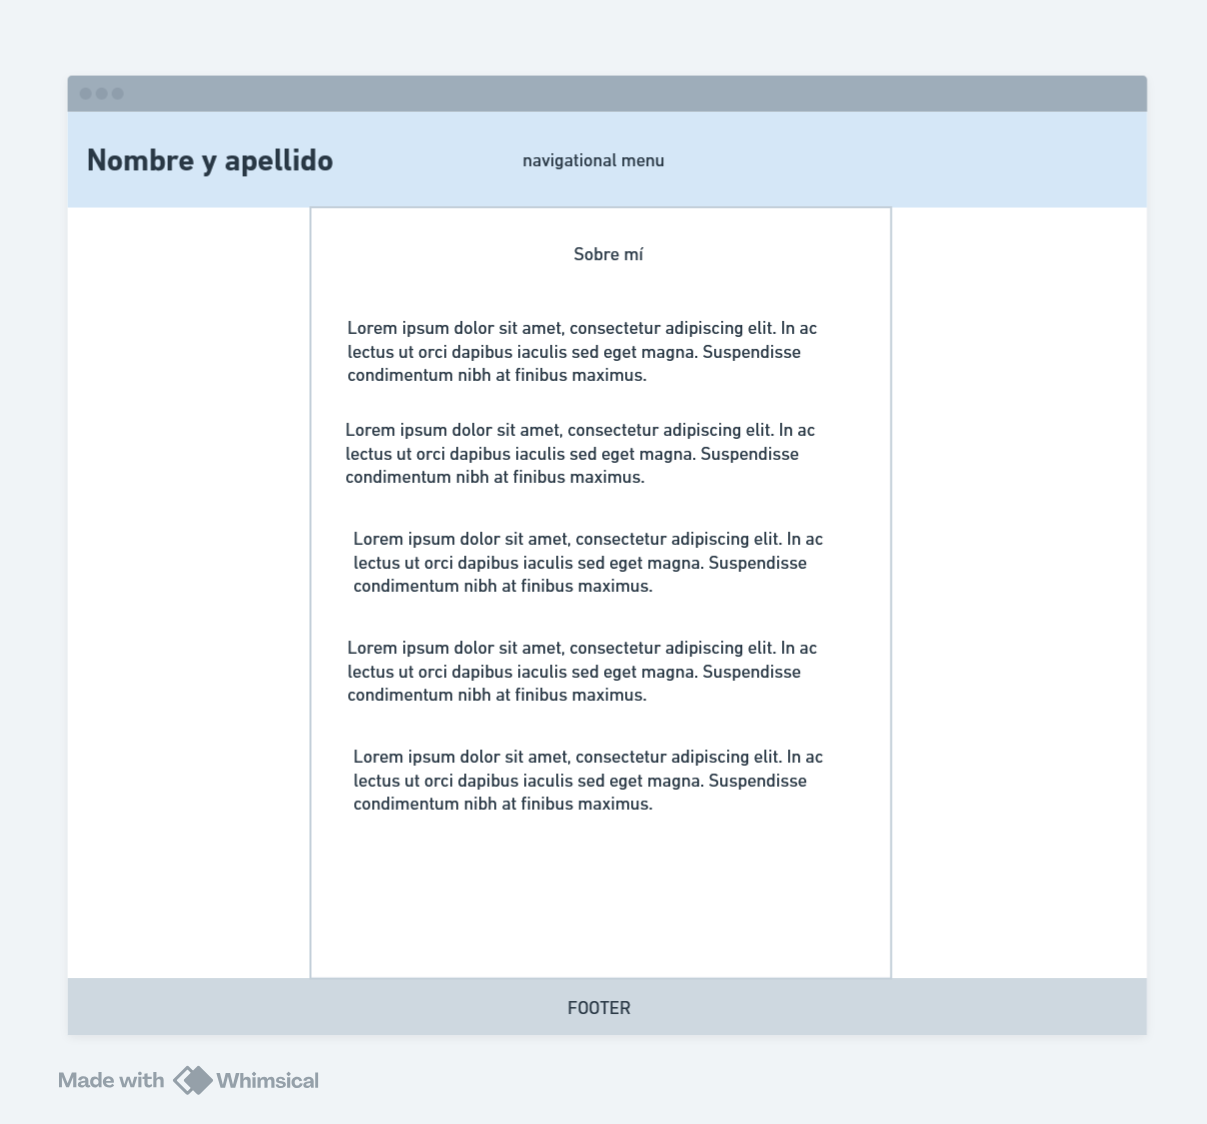 Nombre y apellido
navigational menu
Sobre mí
Lorem ipsum dolor sit amet, consectetur adipiscing elit. In ac
lectus ut orci dapibus iaculis sed eget magna. Suspendisse
condimentum nibh at finibus maximus.
Lorem ipsum dolor sit amet, consectetur adipiscing elit. In ac
lectus ut orci dapibus iaculis sed eget magna. Suspendisse
condimentum nibh at finibus maximus.
Lorem ipsum dolor sit amet, consectetur adipiscing elit. In ac
lectus ut orci dapibus iaculis sed eget magna. Suspendisse
condimentum nibh at finibus maximus.
Lorem ipsum dolor sit amet, consectetur adipiscing elit. In ac
lectus ut orci dapibus iaculis sed eget magna. Suspendisse
condimentum nibh at finibus maximus.
Lorem ipsum dolor sit amet, consectetur adipiscing elit. In ac
lectus ut orci dapibus iaculis sed eget magna. Suspendisse
condimentum nibh at finibus maximus.
FOOTER
Made with Whimsical